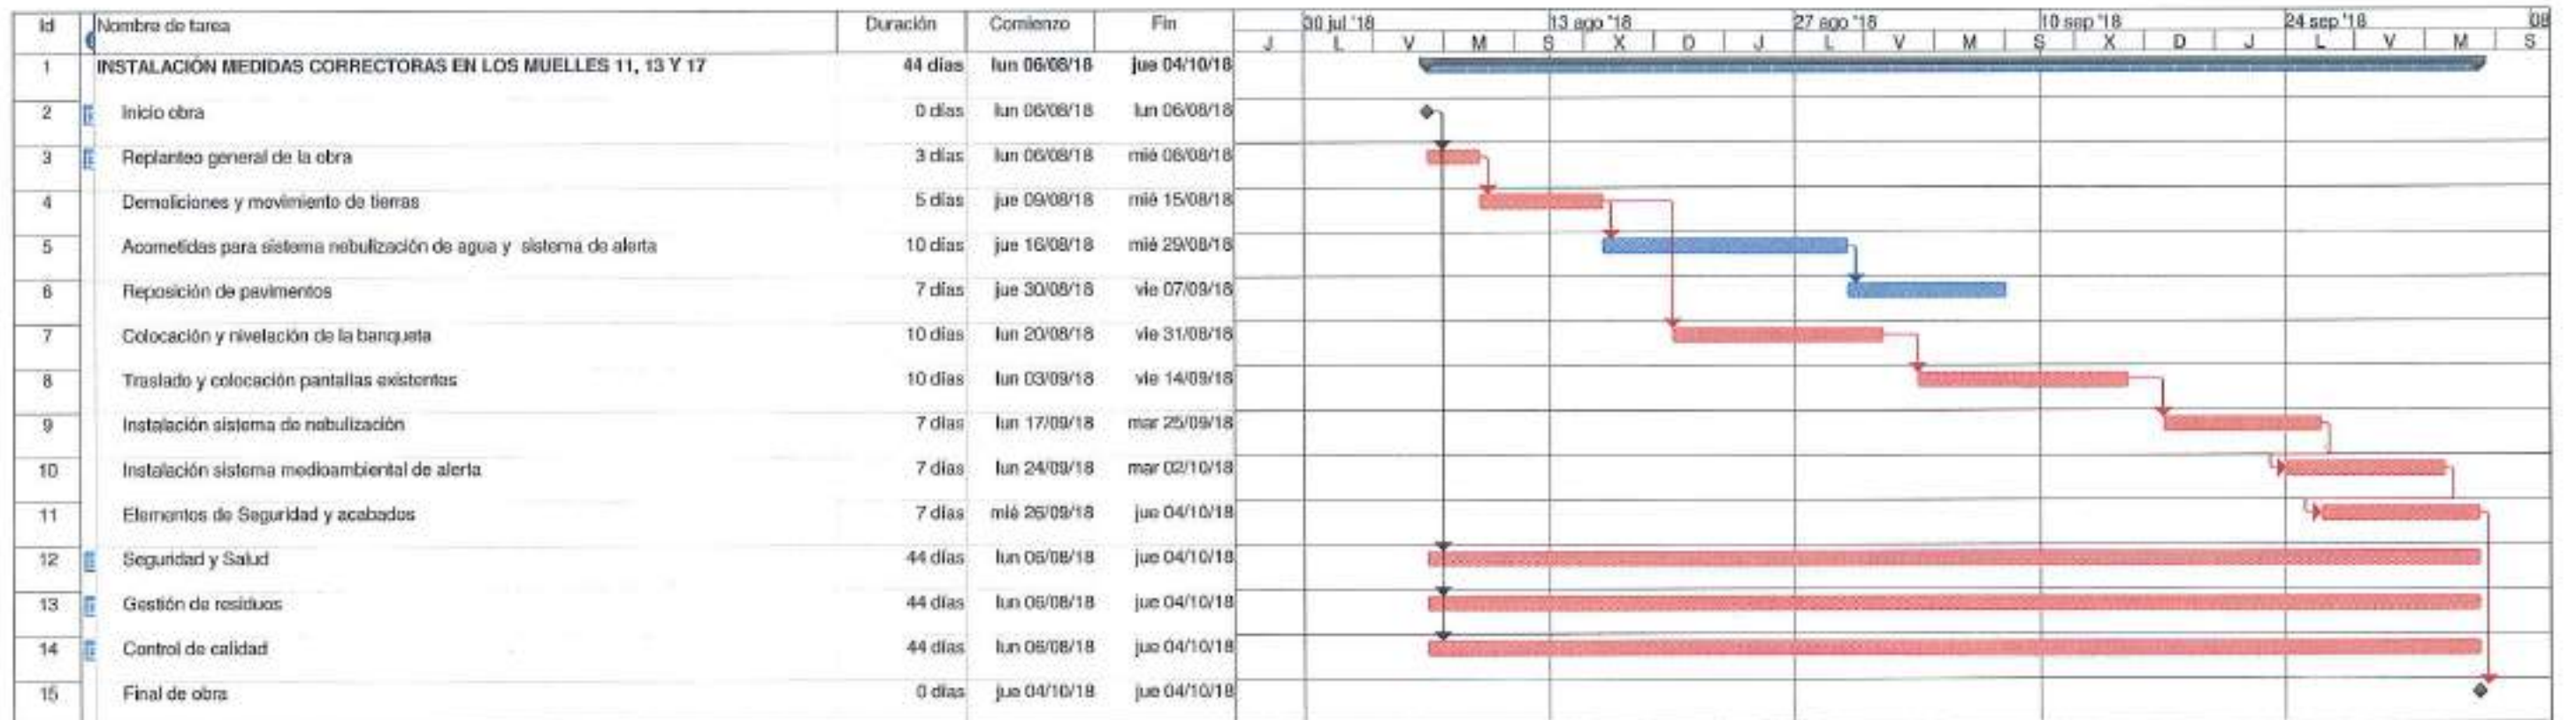 Id Nombre de tarea Duración Comienzo Fin 30 jul '18 13 ago '18 27 ago '18 10 sep '18 24 sep '18 08
J L V M S X D J L V M S X D J L V M S
1 INSTALACIÓN MEDIDAS CORRECTORAS EN LOS MUELLES 11, 13 Y 17 44 días lun 06/08/18 jue 04/10/18
2 Inicio obra 0 días lun 06/08/18 lun 06/08/18
3 Replanteo general de la obra 3 días lun 06/08/18 mié 08/08/18
4 Demoliciones y movimiento de tierras 5 días jue 09/08/18 mié 15/08/18
5 Acometidas para sistema nebulización de agua y sistema de alerta 10 días jue 16/08/18 mié 29/08/18
6 Reposición de pavimentos 7 días jue 30/08/18 vie 07/09/18
7 Colocación y nivelación de la banqueta 10 días lun 20/08/18 vie 31/08/18
8 Traslado y colocación pantallas existentes 10 días lun 03/09/18 vie 14/09/18
9 Instalación sistema de nebulización 7 días lun 17/09/18 mar 25/09/18
10 Instalación sistema medioambiental de alerta 7 días lun 24/09/18 mar 02/10/18
11 Elementos de Seguridad y acabados 7 días mié 26/09/18 jue 04/10/18
12 Seguridad y Salud 44 días lun 06/08/18 jue 04/10/18
13 Gestión de residuos 44 días lun 06/08/18 jue 04/10/18
14 Control de calidad 44 días lun 06/08/18 jue 04/10/18
15 Final de obra 0 días jue 04/10/18 jue 04/10/18